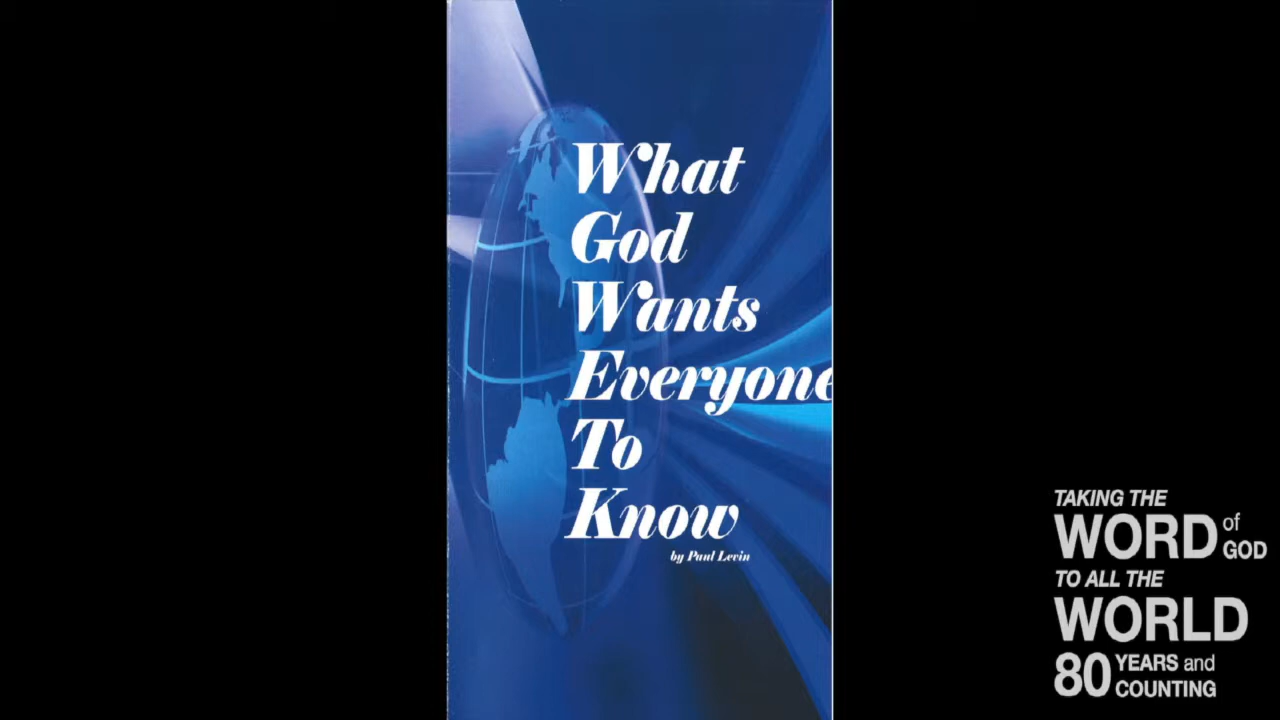 What
God
Wants
Everyone
To
Know
by Paul Levin
TAKING THE
WORD of GOD
TO ALL THE
WORLD
80 YEARS and
COUNTING